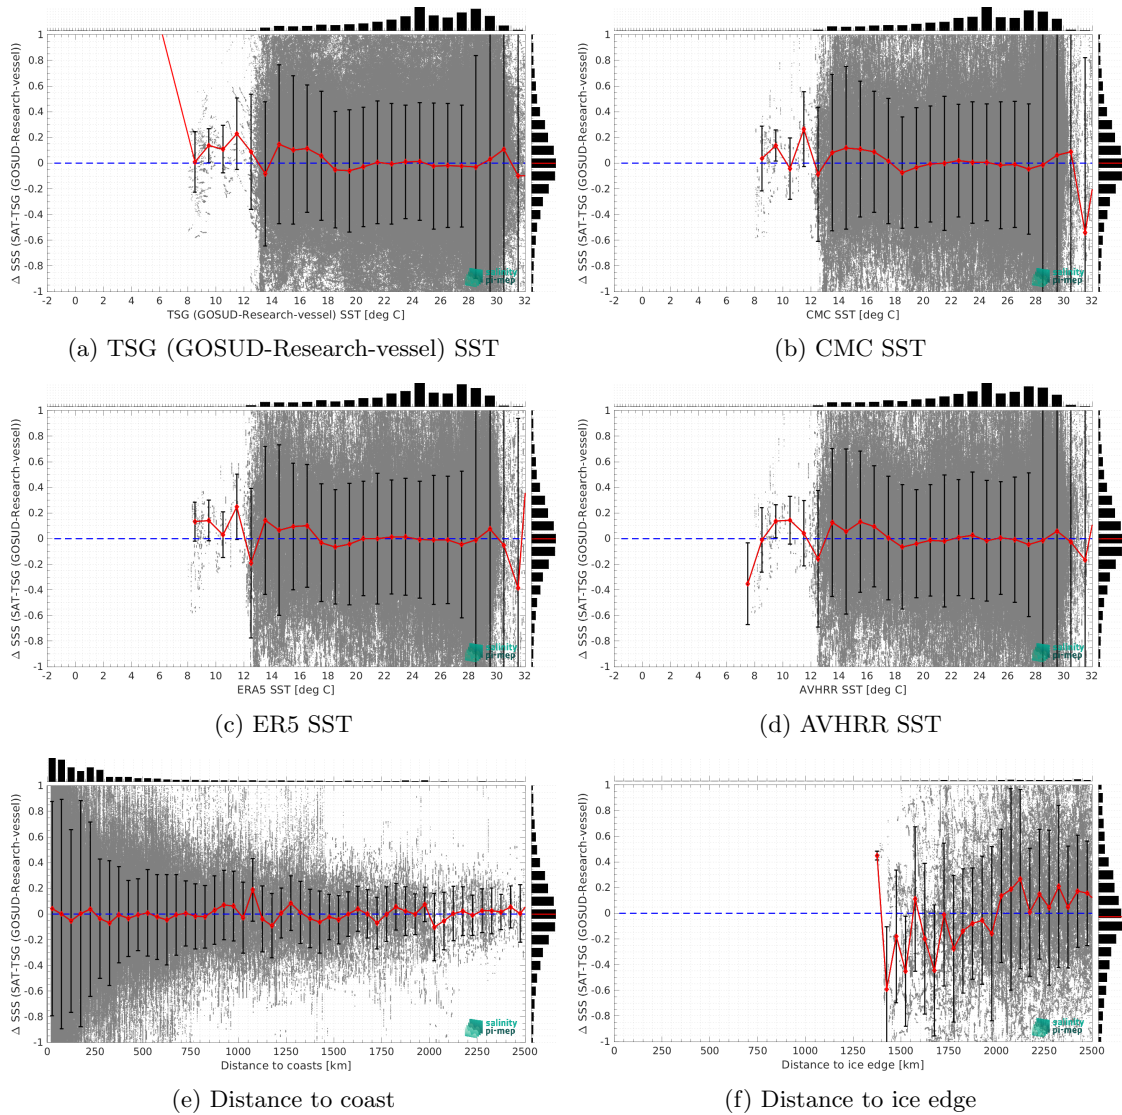 Δ SSS (SAT-TSG (GOSUD-Research-vessel))
1
0.8
0.6
0.4
0.2
0
-0.2
-0.4
-0.6
-0.8
-1
salinity
pi-mep
-2 0 2 4 6 8 10 12 14 16 18 20 22 24 26 28 30 32
TSG (GOSUD-Research-vessel) SST [deg C]
(a) TSG (GOSUD-Research-vessel) SST
Δ SSS (SAT-TSG (GOSUD-Research-vessel))
1
0.8
0.6
0.4
0.2
0
-0.2
-0.4
-0.6
-0.8
-1
salinity
pi-mep
-2 0 2 4 6 8 10 12 14 16 18 20 22 24 26 28 30 32
CMC SST [deg C]
(b) CMC SST
Δ SSS (SAT-TSG (GOSUD-Research-vessel))
1
0.8
0.6
0.4
0.2
0
-0.2
-0.4
-0.6
-0.8
-1
salinity
pi-mep
-2 0 2 4 6 8 10 12 14 16 18 20 22 24 26 28 30 32
ERA5 SST [deg C]
(c) ER5 SST
Δ SSS (SAT-TSG (GOSUD-Research-vessel))
1
0.8
0.6
0.4
0.2
0
-0.2
-0.4
-0.6
-0.8
-1
salinity
pi-mep
-2 0 2 4 6 8 10 12 14 16 18 20 22 24 26 28 30 32
AVHRR SST [deg C]
(d) AVHRR SST
Δ SSS (SAT-TSG (GOSUD-Research-vessel))
1
0.8
0.6
0.4
0.2
0
-0.2
-0.4
-0.6
-0.8
-1
salinity
pi-mep
0 250 500 750 1000 1250 1500 1750 2000 2250 2500
Distance to coasts [km]
(e) Distance to coast
Δ SSS (SAT-TSG (GOSUD-Research-vessel))
1
0.8
0.6
0.4
0.2
0
-0.2
-0.4
-0.6
-0.8
-1
salinity
pi-mep
0 250 500 750 1000 1250 1500 1750 2000 2250 2500
Distance to ice edge [km]
(f) Distance to ice edge